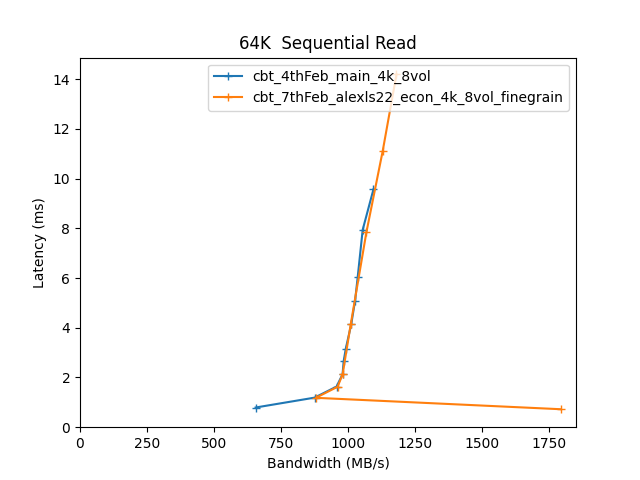 64K  Sequential Read
cbt_4thFeb_main_4k_8vol
cbt_7thFeb_alexls22_econ_4k_8vol_finegrain
Latency (ms)
14
12
10
8
6
4
2
0
0 250 500 750 1000 1250 1500 1750
Bandwidth (MB/s)